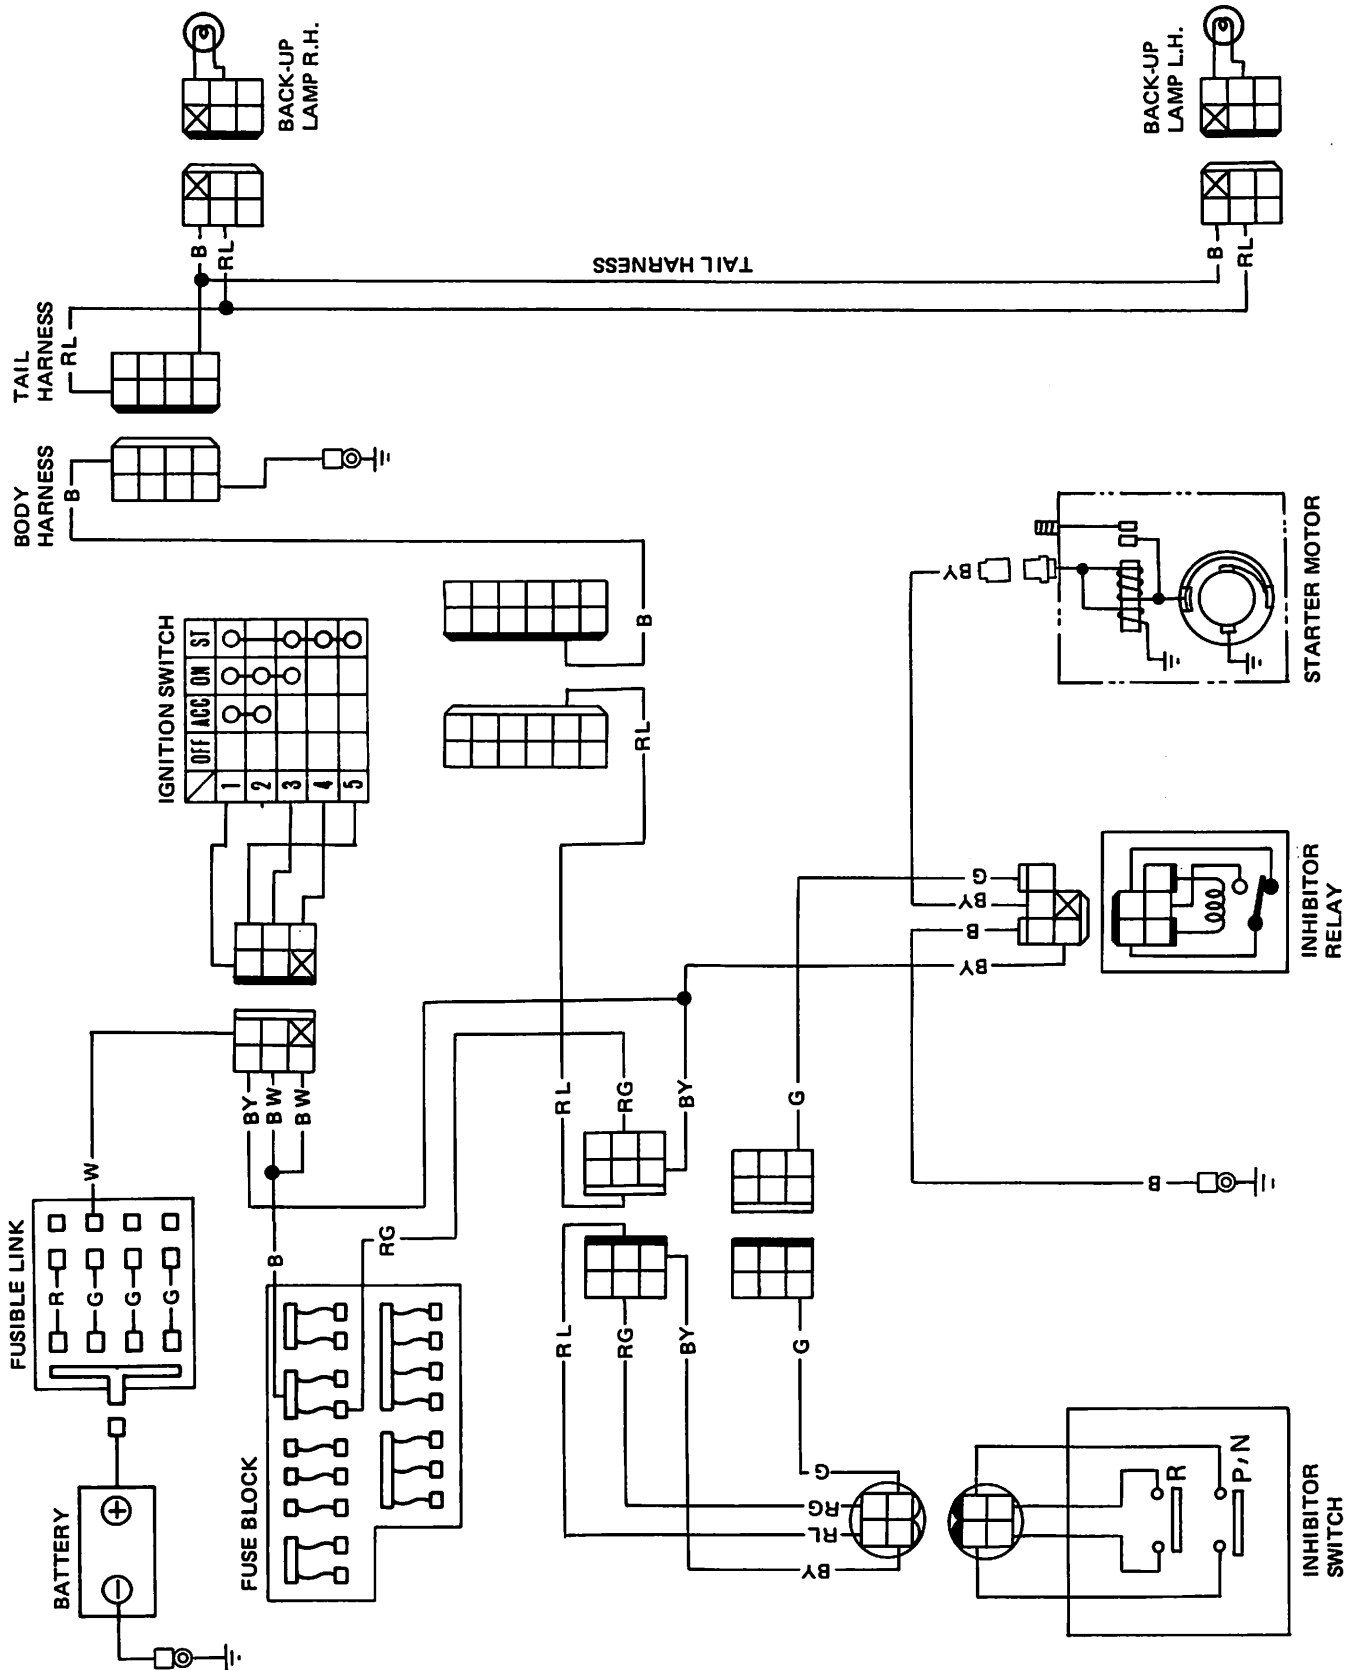 BACK-UP
LAMP R.H.
BACK-UP
LAMP L.H.
B
RL
TAIL HARNESS
B
RL
TAIL
HARNESS
RL
BODY
HARNESS
B
IGNITION SWITCH
OFF ACC ON ST
1
2
3
4
5
B
RL
BY
STARTER MOTOR
G
BY
B
BY
INHIBITOR
RELAY
W
BY
BW
BW
RL
RG
BY
G
B
FUSIBLE LINK
R
G
G
G
B
RG
BATTERY
+
−
FUSE BLOCK
RL
RG
BY
G
G
RG
RL
BY
R
P,N
INHIBITOR
SWITCH